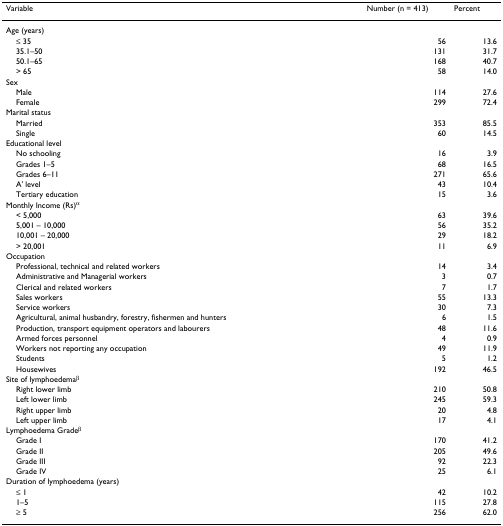 Variable Number (n = 413) Percent
Age (years)
≤ 35 56 13.6
35.1–50 131 31.7
50.1–65 168 40.7
> 65 58 14.0
Sex
Male 114 27.6
Female 299 72.4
Marital status
Married 353 85.5
Single 60 14.5
Educational level
No schooling 16 3.9
Grades 1–5 68 16.5
Grades 6–11 271 65.6
A' level 43 10.4
Tertiary education 15 3.6
Monthly Income (Rs)α
< 5,000 63 39.6
5,001 – 10,000 56 35.2
10,001 – 20,000 29 18.2
> 20,001 11 6.9
Occupation
Professional, technical and related workers 14 3.4
Administrative and Managerial workers 3 0.7
Clerical and related workers 7 1.7
Sales workers 55 13.3
Service workers 30 7.3
Agricultural, animal husbandry, forestry, fishermen and hunters 6 1.5
Production, transport equipment operators and labourers 48 11.6
Armed forces personnel 4 0.9
Workers not reporting any occupation 49 11.9
Students 5 1.2
Housewives 192 46.5
Site of lymphoedemaβ
Right lower limb 210 50.8
Left lower limb 245 59.3
Right upper limb 20 4.8
Left upper limb 17 4.1
Lymphoedema Gradeβ
Grade I 170 41.2
Grade II 205 49.6
Grade III 92 22.3
Grade IV 25 6.1
Duration of lymphoedema (years)
≤ 1 42 10.2
1–5 115 27.8
≥ 5 256 62.0